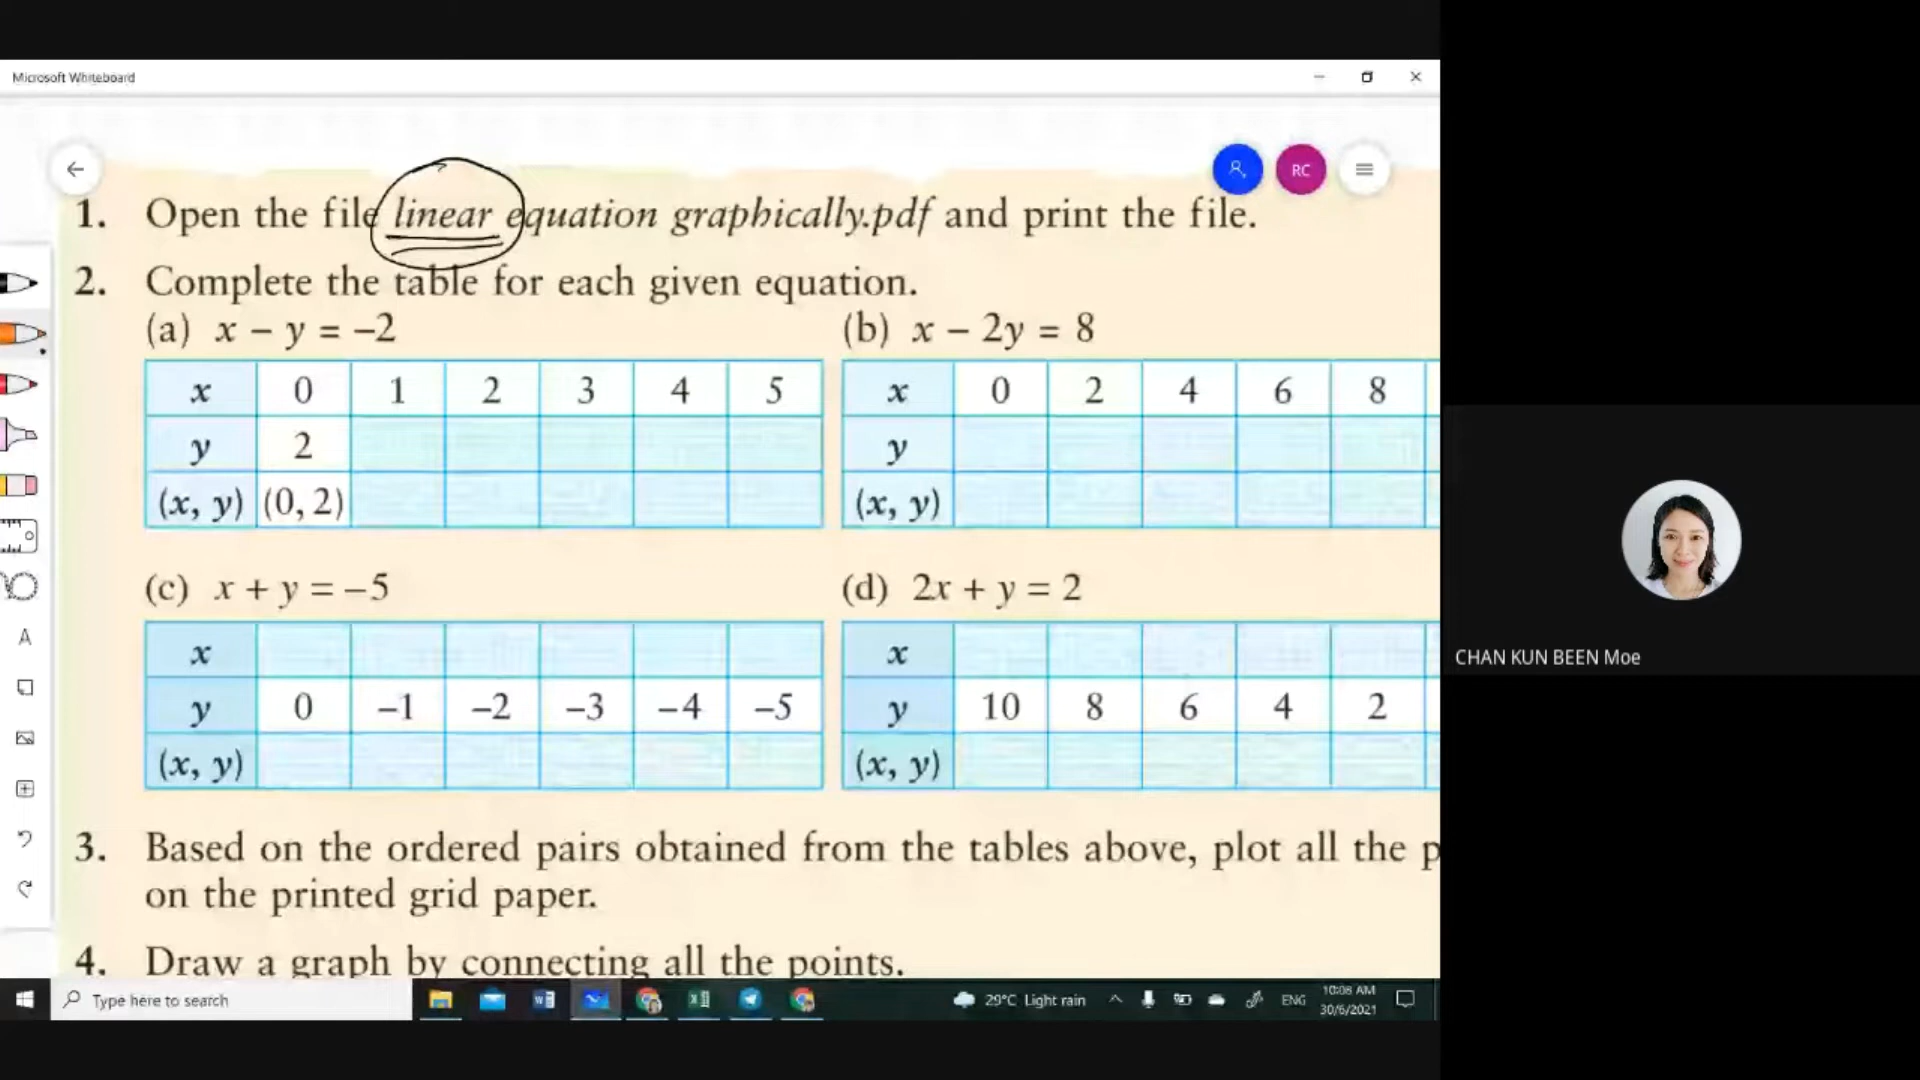 Microsoft Whiteboard
RC
1. Open the file linear equation graphically.pdf and print the file.
2. Complete the table for each given equation.
(a) x − y = −2
x 0 1 2 3 4 5
y 2
(x, y) (0, 2)
(b) x − 2y = 8
x 0 2 4 6 8
y
(x, y)
(c) x + y = −5
x
y 0 −1 −2 −3 −4 −5
(x, y)
(d) 2x + y = 2
x
y 10 8 6 4 2
(x, y)
3. Based on the ordered pairs obtained from the tables above, plot all the p
on the printed grid paper.
4. Draw a graph by connecting all the points.
A
CHAN KUN BEEN Moe
Type here to search
29°C Light rain
ENG
10:08 AM
30/6/2021